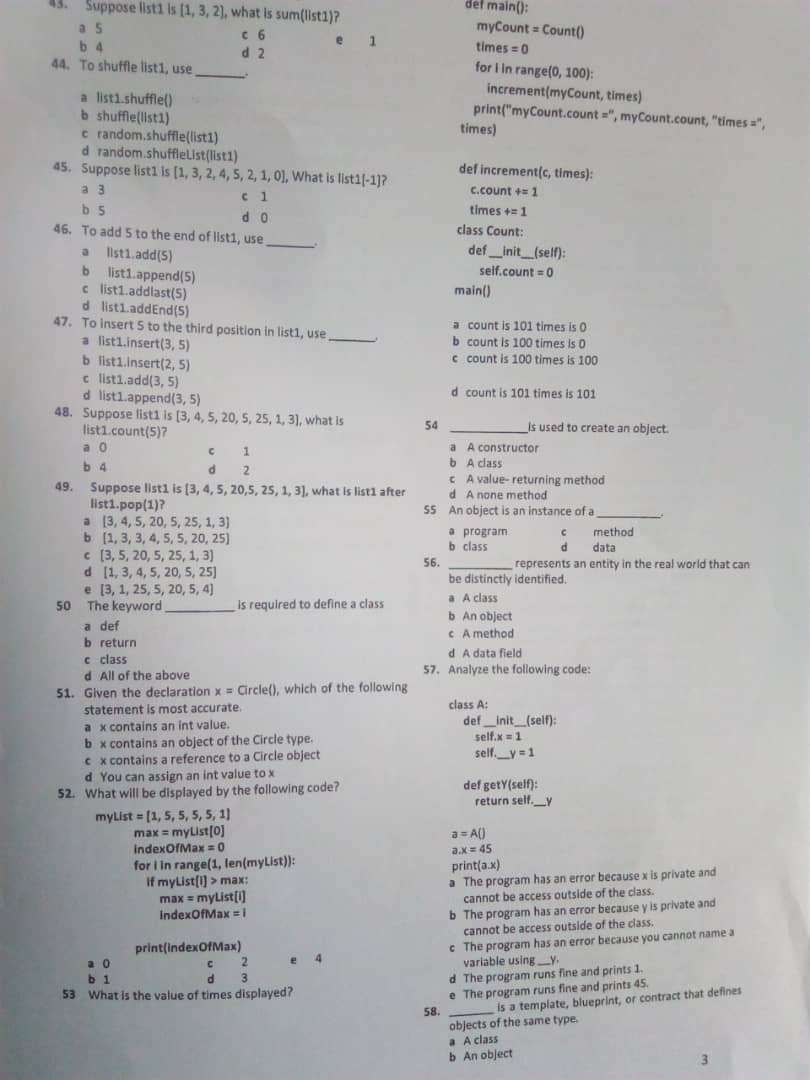 43. Suppose list1 is [1, 3, 2], what is sum(list1)?
a 5 c 6 e 1
b 4 d 2
44. To shuffle list1, use ________.
a list1.shuffle()
b shuffle(list1)
c random.shuffle(list1)
d random.shuffleList(list1)
45. Suppose list1 is [1, 3, 2, 4, 5, 2, 1, 0], What is list1[-1]?
a 3 c 1
b 5 d 0
46. To add 5 to the end of list1, use ________.
a list1.add(5)
b list1.append(5)
c list1.addlast(5)
d list1.addEnd(5)
47. To insert 5 to the third position in list1, use ________.
a list1.insert(3, 5)
b list1.insert(2, 5)
c list1.add(3, 5)
d list1.append(3, 5)
48. Suppose list1 is [3, 4, 5, 20, 5, 25, 1, 3], what is
list1.count(5)?
a 0 c 1
b 4 d 2
49. Suppose list1 is [3, 4, 5, 20,5, 25, 1, 3], what is list1 after
list1.pop(1)?
a [3, 4, 5, 20, 5, 25, 1, 3]
b [1, 3, 3, 4, 5, 5, 20, 25]
c [3, 5, 20, 5, 25, 1, 3]
d [1, 3, 4, 5, 20, 5, 25]
e [3, 1, 25, 5, 20, 5, 4]
50 The keyword __________ is required to define a class
a def
b return
c class
d All of the above
51. Given the declaration x = Circle(), which of the following
statement is most accurate.
a x contains an int value.
b x contains an object of the Circle type.
c x contains a reference to a Circle object
d You can assign an int value to x
52. What will be displayed by the following code?
myList = [1, 5, 5, 5, 5, 1]
max = myList[0]
indexOfMax = 0
for i in range(1, len(myList)):
if myList[i] > max:
max = myList[i]
indexOfMax = i
print(indexOfMax)
a 0 c 2 e 4
b 1 d 3
53 What is the value of times displayed?
def main():
myCount = Count()
times = 0
for i in range(0, 100):
increment(myCount, times)
print("myCount.count =", myCount.count, "times =",
times)
def increment(c, times):
c.count += 1
times += 1
class Count:
def __init__(self):
self.count = 0
main()
a count is 101 times is 0
b count is 100 times is 0
c count is 100 times is 100
d count is 101 times is 101
54 ____________is used to create an object.
a A constructor
b A class
c A value- returning method
d A none method
55 An object is an instance of a __________.
a program c method
b class d data
56. __________ represents an entity in the real world that can
be distinctly identified.
a A class
b An object
c A method
d A data field
57. Analyze the following code:
class A:
def __init__(self):
self.x = 1
self.__y = 1
def getY(self):
return self.__y
a = A()
a.x = 45
print(a.x)
a The program has an error because x is private and
cannot be access outside of the class.
b The program has an error because y is private and
cannot be access outside of the class.
c The program has an error because you cannot name a
variable using __y.
d The program runs fine and prints 1.
e The program runs fine and prints 45.
58. _______ is a template, blueprint, or contract that defines
objects of the same type.
a A class
b An object
3